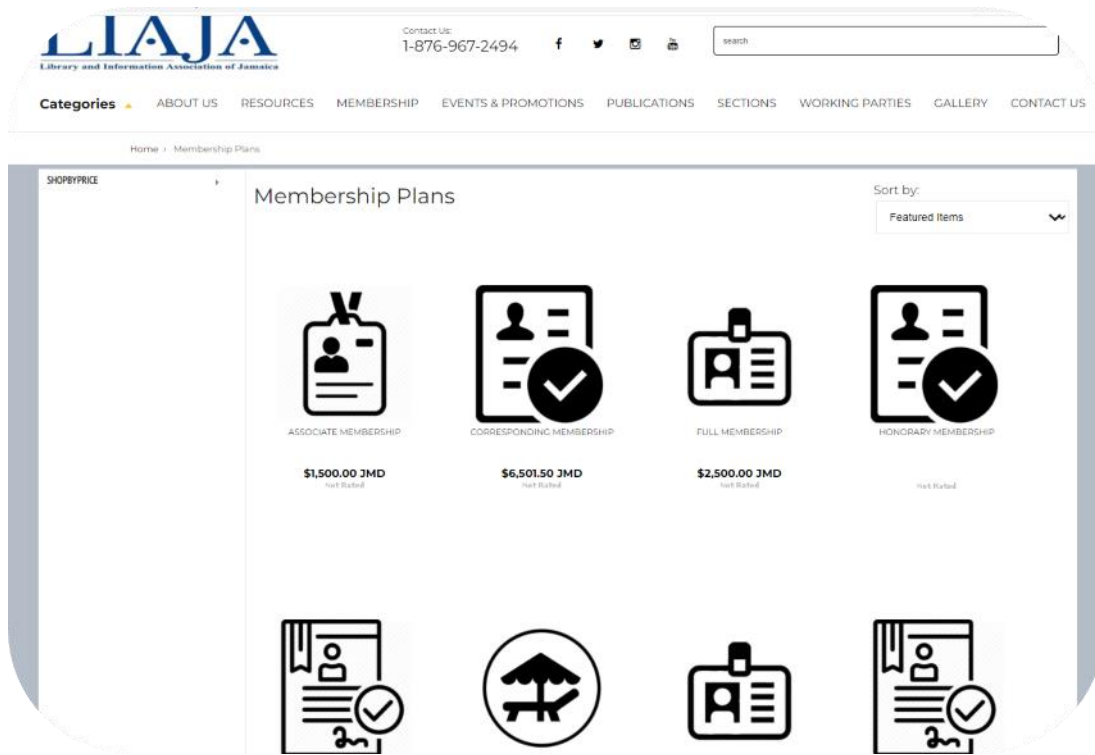 LIAJA
Library and Information Association of Jamaica
Contact Us:
1-876-967-2494
search
Categories ABOUT US RESOURCES MEMBERSHIP EVENTS & PROMOTIONS PUBLICATIONS SECTIONS WORKING PARTIES GALLERY CONTACT US
Home › Membership Plans
SHOPBYPRICE
Membership Plans
Sort by:
Featured Items
ASSOCIATE MEMBERSHIP CORRESPONDING MEMBERSHIP FULL MEMBERSHIP HONORARY MEMBERSHIP
$1,500.00 JMD $6,501.50 JMD $2,500.00 JMD
Not Rated Not Rated Not Rated Not Rated